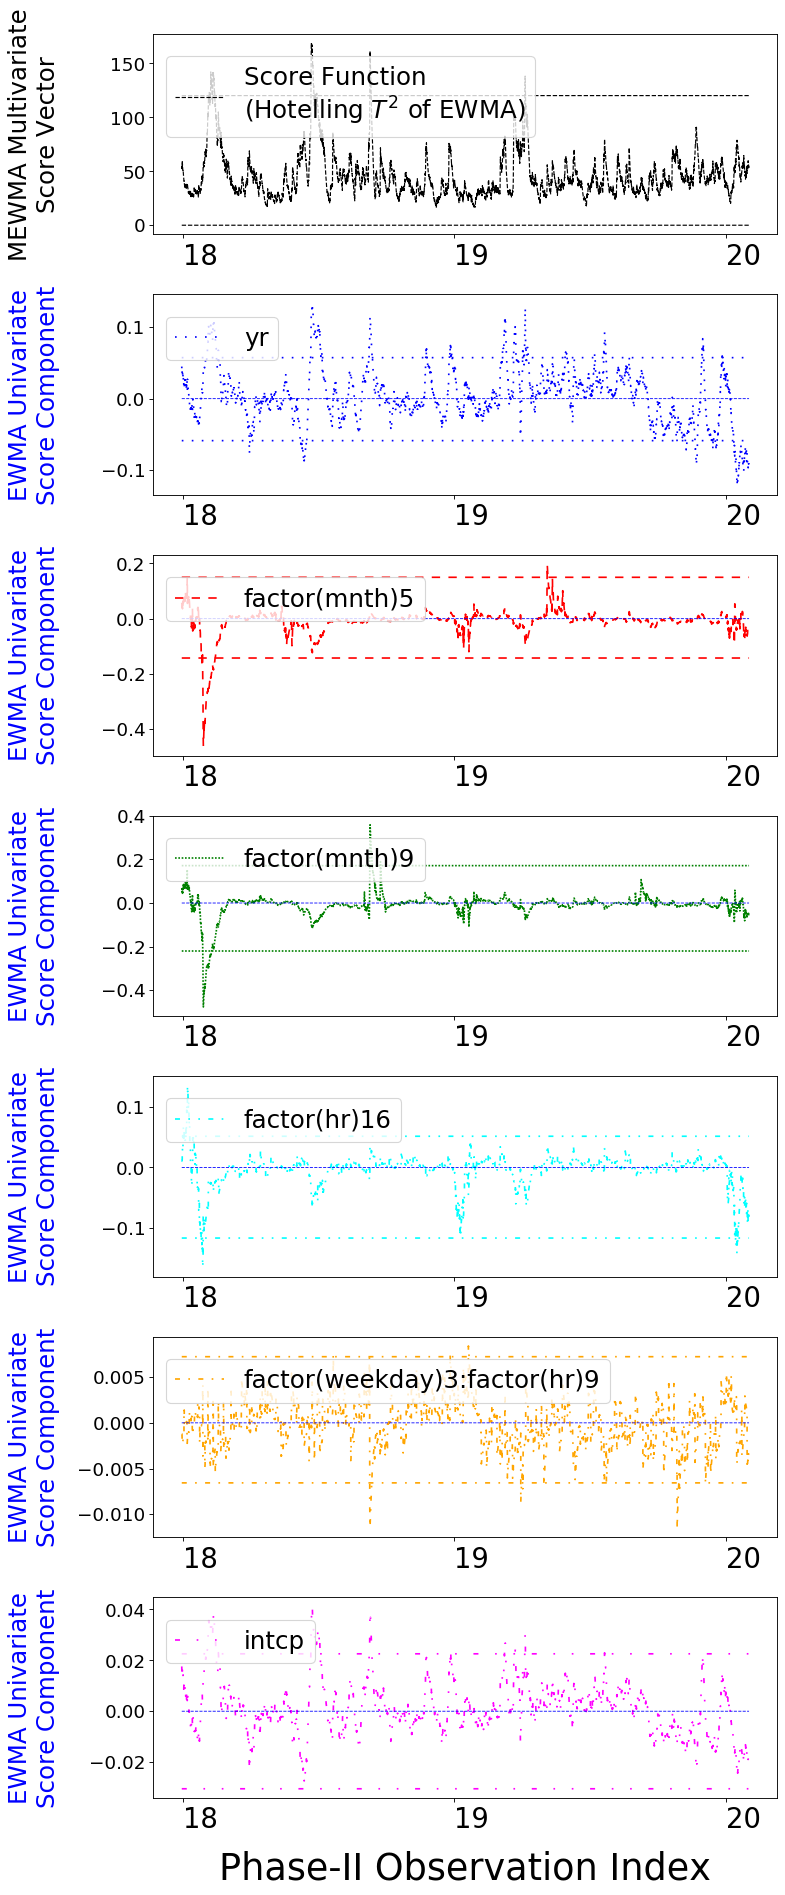 MEWMA Multivariate
Score Vector
150
100
50
0
Score Function
(Hotelling T² of EWMA)
18 19 20
EWMA Univariate
Score Component
0.1
0.0
−0.1
yr
18 19 20
EWMA Univariate
Score Component
0.2
0.0
−0.2
−0.4
factor(mnth)5
18 19 20
EWMA Univariate
Score Component
0.4
0.2
0.0
−0.2
−0.4
factor(mnth)9
18 19 20
EWMA Univariate
Score Component
0.1
0.0
−0.1
factor(hr)16
18 19 20
EWMA Univariate
Score Component
0.005
0.000
−0.005
−0.010
factor(weekday)3:factor(hr)9
18 19 20
EWMA Univariate
Score Component
0.04
0.02
0.00
−0.02
intcp
18 19 20
Phase-II Observation Index